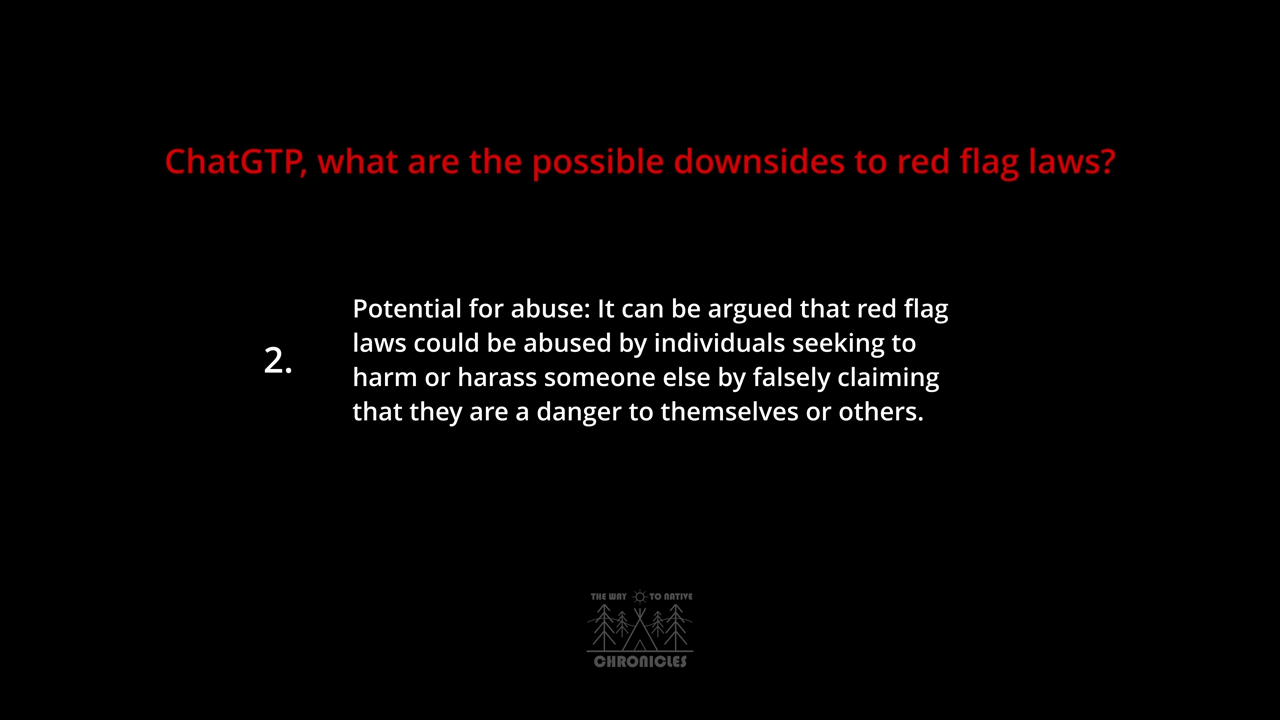 ChatGTP, what are the possible downsides to red flag laws?
2.
Potential for abuse: It can be argued that red flag
laws could be abused by individuals seeking to
harm or harass someone else by falsely claiming
that they are a danger to themselves or others.
THE WAY TO NATIVE
CHRONICLES